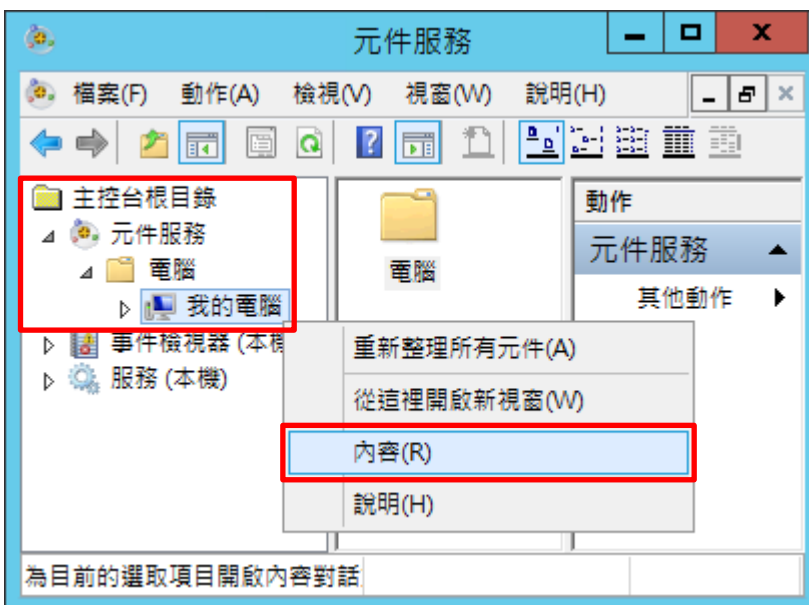 元件服務
檔案(F) 動作(A) 檢視(V) 視窗(W) 說明(H)
主控台根目錄
元件服務
電腦
我的電腦
事件檢視器 (本機
服務 (本機)
電腦
動作
元件服務
其他動作
重新整理所有元件(A)
從這裡開啟新視窗(W)
內容(R)
說明(H)
為目前的選取項目開啟內容對話